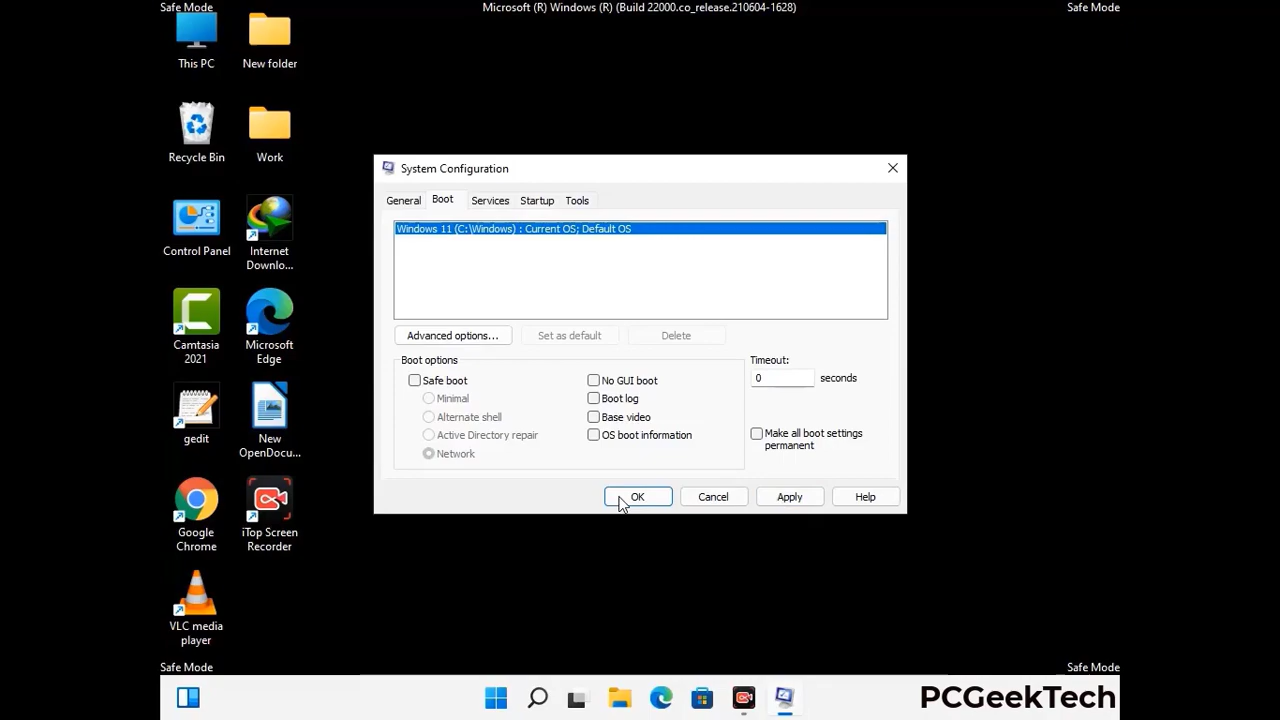 Safe Mode
Microsoft (R) Windows (R) (Build 22000.co_release.210604-1628)
Safe Mode
This PC
New folder
Recycle Bin
Work
Control Panel
Internet
Downlo...
Camtasia
2021
Microsoft
Edge
gedit
New
OpenDocu...
Google
Chrome
iTop Screen
Recorder
VLC media
player
System Configuration
General
Boot
Services
Startup
Tools
Windows 11 (C:\Windows) : Current OS; Default OS
Advanced options...
Set as default
Delete
Boot options
Safe boot
Minimal
Alternate shell
Active Directory repair
Network
No GUI boot
Boot log
Base video
OS boot information
Timeout:
0 seconds
Make all boot settings
permanent
OK
Cancel
Apply
Help
Safe Mode
Safe Mode
PCGeekTech